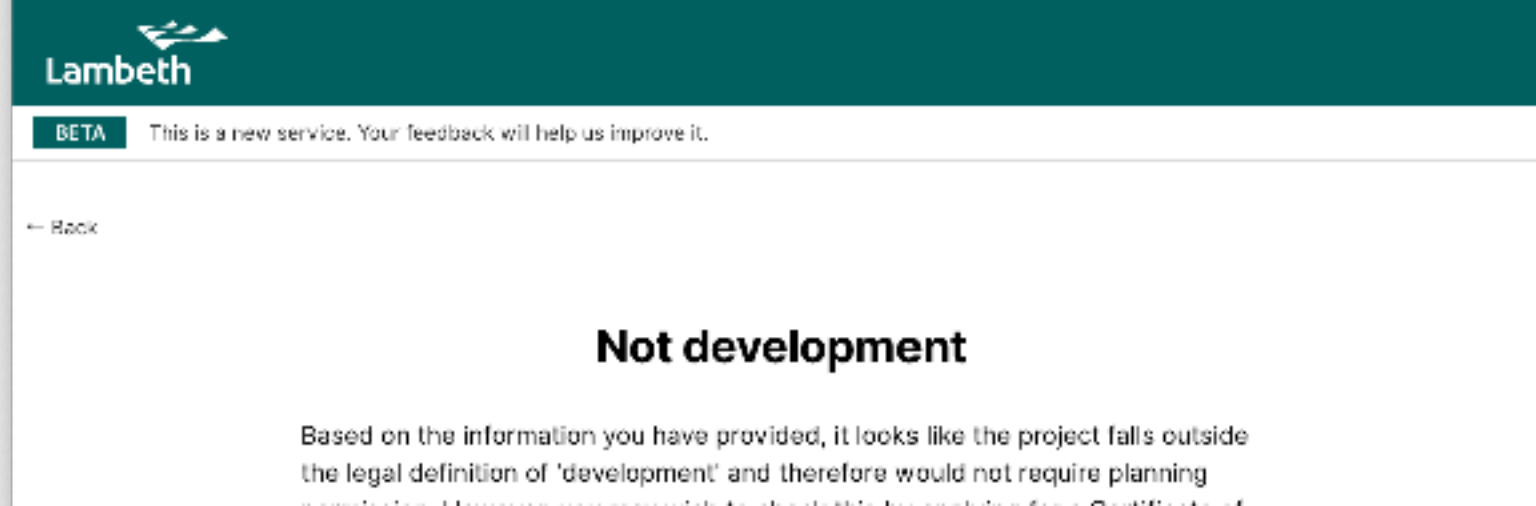 Lambeth
BETA This is a new service. Your feedback will help us improve it.
← Back
Not development
Based on the information you have provided, it looks like the project falls outside
the legal definition of 'development' and therefore would not require planning